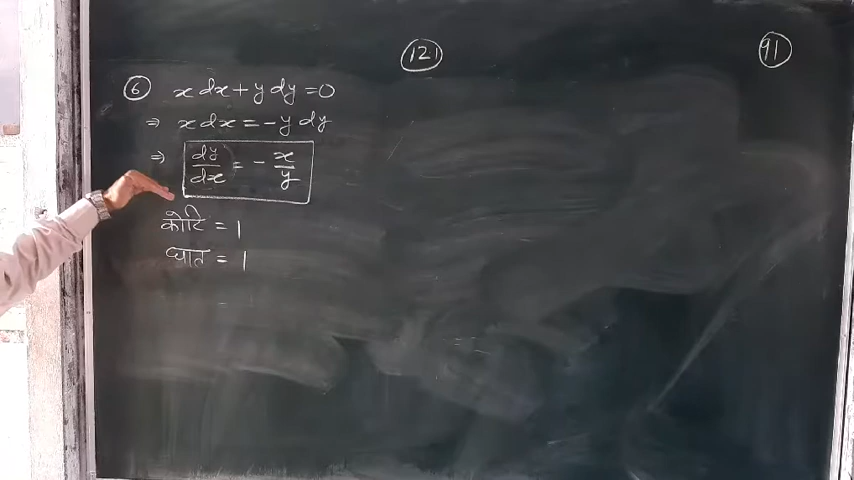 121
91
6 x dx + y dy = 0
⇒ x dx = - y dy
⇒ dy/dx = - x/y
कोटि = 1
घात = 1